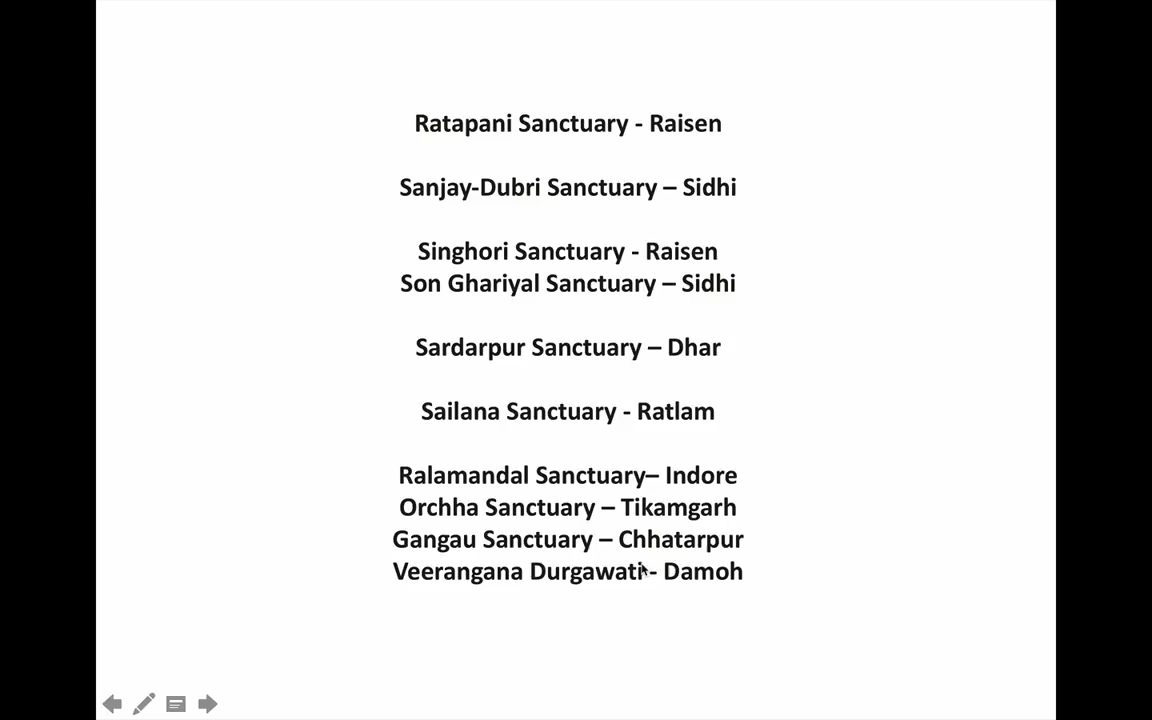 Ratapani Sanctuary - Raisen
Sanjay-Dubri Sanctuary – Sidhi
Singhori Sanctuary - Raisen
Son Ghariyal Sanctuary – Sidhi
Sardarpur Sanctuary – Dhar
Sailana Sanctuary - Ratlam
Ralamandal Sanctuary– Indore
Orchha Sanctuary – Tikamgarh
Gangau Sanctuary – Chhatarpur
Veerangana Durgawati- Damoh